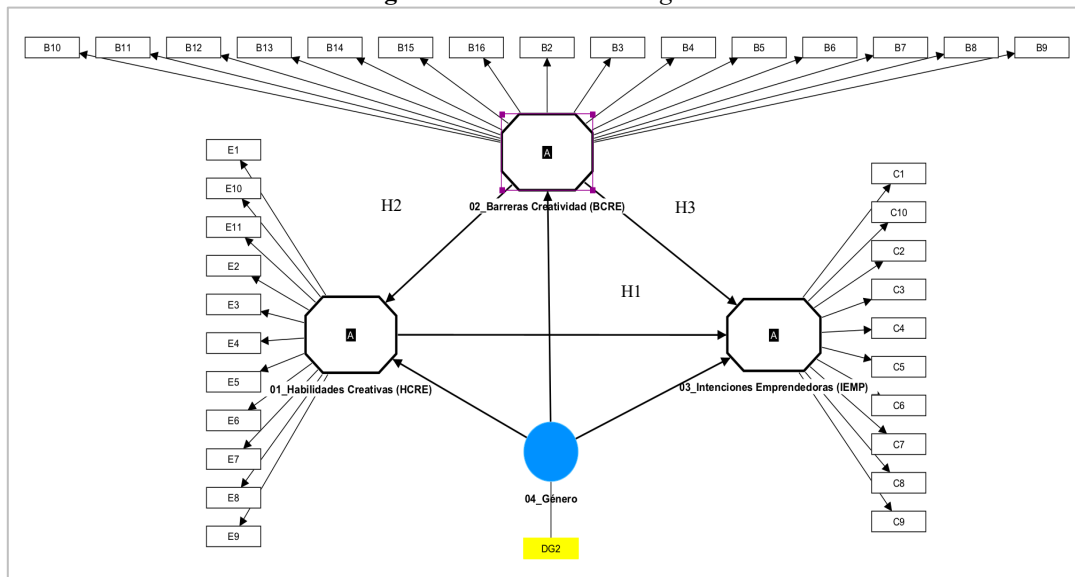 B10 B11 B12 B13 B14 B15 B16 B2 B3 B4 B5 B6 B7 B8 B9
A
02_Barreras Creatividad (BCRE)
H2
H3
H1
E1
E10
E11
E2
E3
E4
E5
E6
E7
E8
E9
A
01_Habilidades Creativas (HCRE)
A
03_Intenciones Emprendedoras (IEMP)
C1
C10
C2
C3
C4
C5
C6
C7
C8
C9
04_Género
DG2